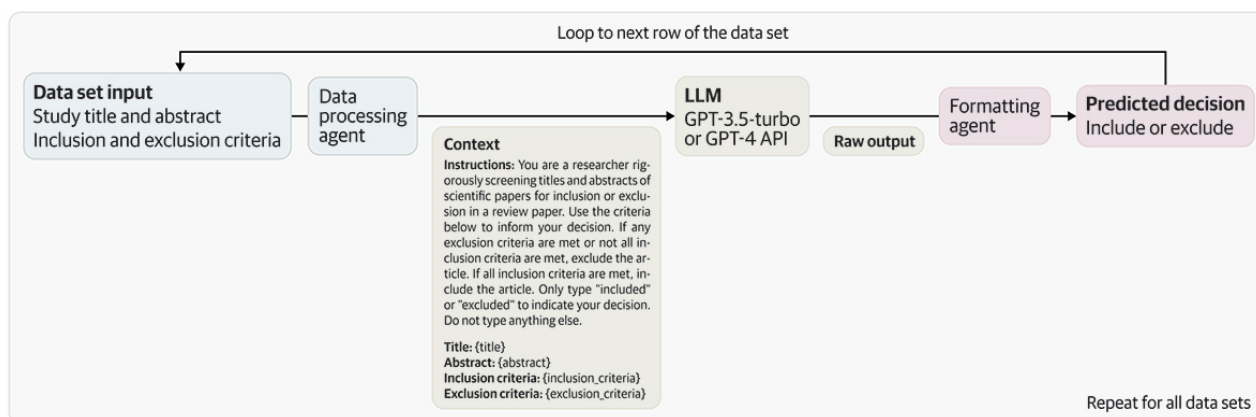 Loop to next row of the data set
Data set input
Study title and abstract
Inclusion and exclusion criteria
Data
processing
agent
Context
Instructions: You are a researcher rig-
orously screening titles and abstracts of
scientific papers for inclusion or exclu-
sion in a review paper. Use the criteria
below to inform your decision. If any
exclusion criteria are met or not all in-
clusion criteria are met, exclude the ar-
ticle. If all inclusion criteria are met, in-
clude the article. Only type "included"
or "excluded" to indicate your decision.
Do not type anything else.
Title: {title}
Abstract: {abstract}
Inclusion criteria: {inclusion_criteria}
Exclusion criteria: {exclusion_criteria}
LLM
GPT-3.5-turbo
or GPT-4 API
Raw output
Formatting
agent
Predicted decision
Include or exclude
Repeat for all data sets